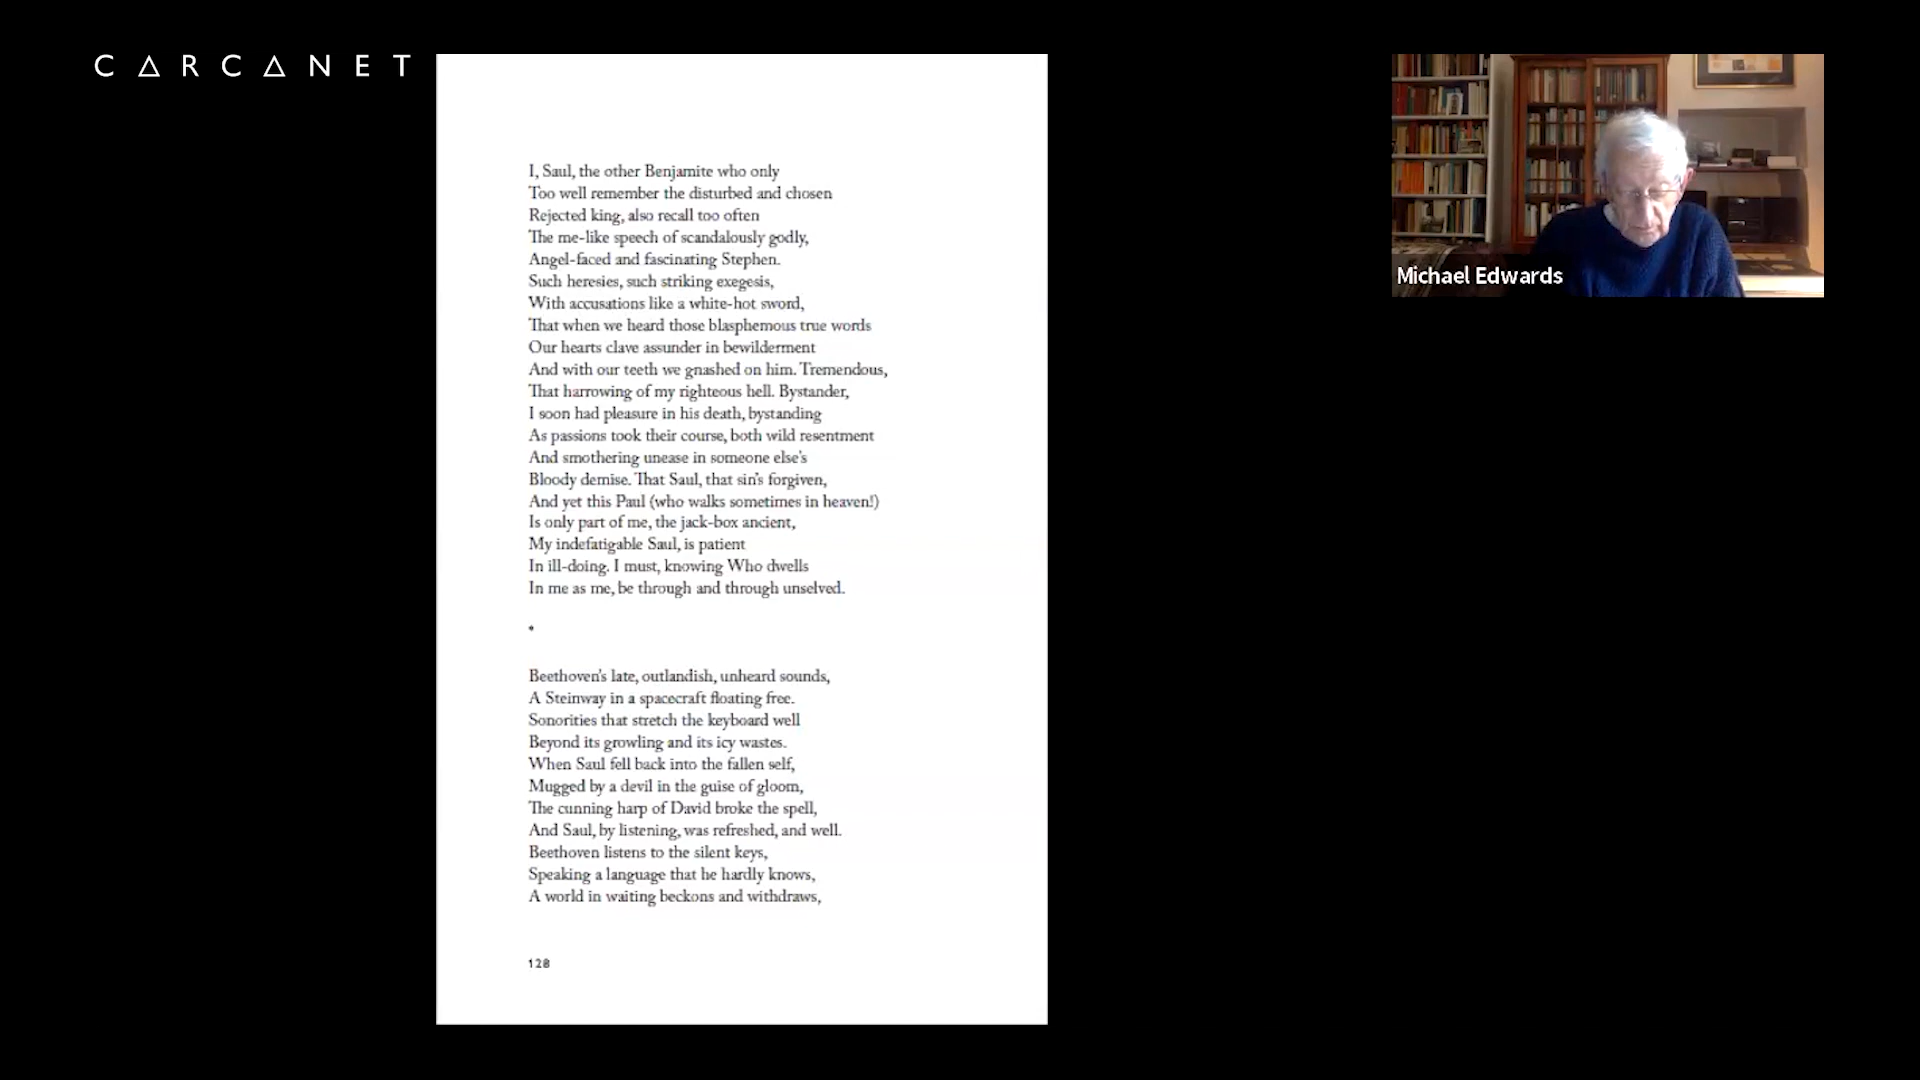 CARCANET
I, Saul, the other Benjamite who only
Too well remember the disturbed and chosen
Rejected king, also recall too often
The me-like speech of scandalously godly,
Angel-faced and fascinating Stephen.
Such heresies, such striking exegesis,
With accusations like a white-hot sword,
That when we heard those blasphemous true words
Our hearts clave assunder in bewilderment
And with our teeth we gnashed on him. Tremendous,
That harrowing of my righteous hell. Bystander,
I soon had pleasure in his death, bystanding
As passions took their course, both wild resentment
And smothering unease in someone else's
Bloody demise. That Saul, that sin's forgiven,
And yet this Paul (who walks sometimes in heaven!)
Is only part of me, the jack-box ancient,
My indefatigable Saul, is patient
In ill-doing. I must, knowing Who dwells
In me as me, be through and through unselved.
*
Beethoven's late, outlandish, unheard sounds,
A Steinway in a spacecraft floating free.
Sonorities that stretch the keyboard well
Beyond its growling and its icy wastes.
When Saul fell back into the fallen self,
Mugged by a devil in the guise of gloom,
The cunning harp of David broke the spell,
And Saul, by listening, was refreshed, and well.
Beethoven listens to the silent keys,
Speaking a language that he hardly knows,
A world in waiting beckons and withdraws,
128
Michael Edwards